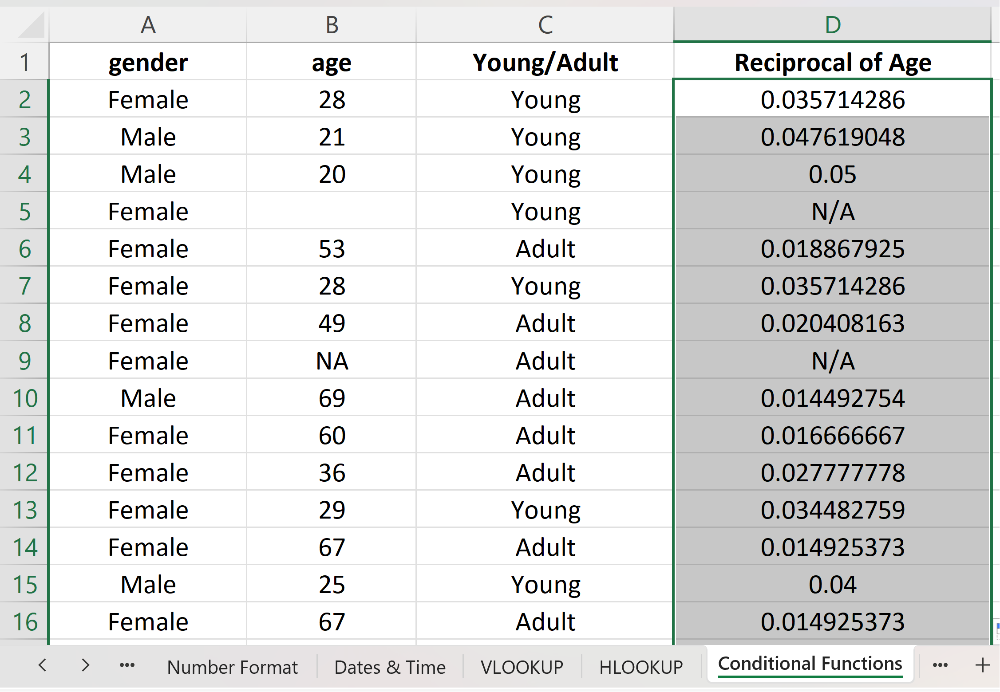 A B C D
1 gender age Young/Adult Reciprocal of Age
2 Female 28 Young 0.035714286
3 Male 21 Young 0.047619048
4 Male 20 Young 0.05
5 Female Young N/A
6 Female 53 Adult 0.018867925
7 Female 28 Young 0.035714286
8 Female 49 Adult 0.020408163
9 Female NA Adult N/A
10 Male 69 Adult 0.014492754
11 Female 60 Adult 0.016666667
12 Female 36 Adult 0.027777778
13 Female 29 Young 0.034482759
14 Female 67 Adult 0.014925373
15 Male 25 Young 0.04
16 Female 67 Adult 0.014925373
Number Format Dates & Time VLOOKUP HLOOKUP Conditional Functions